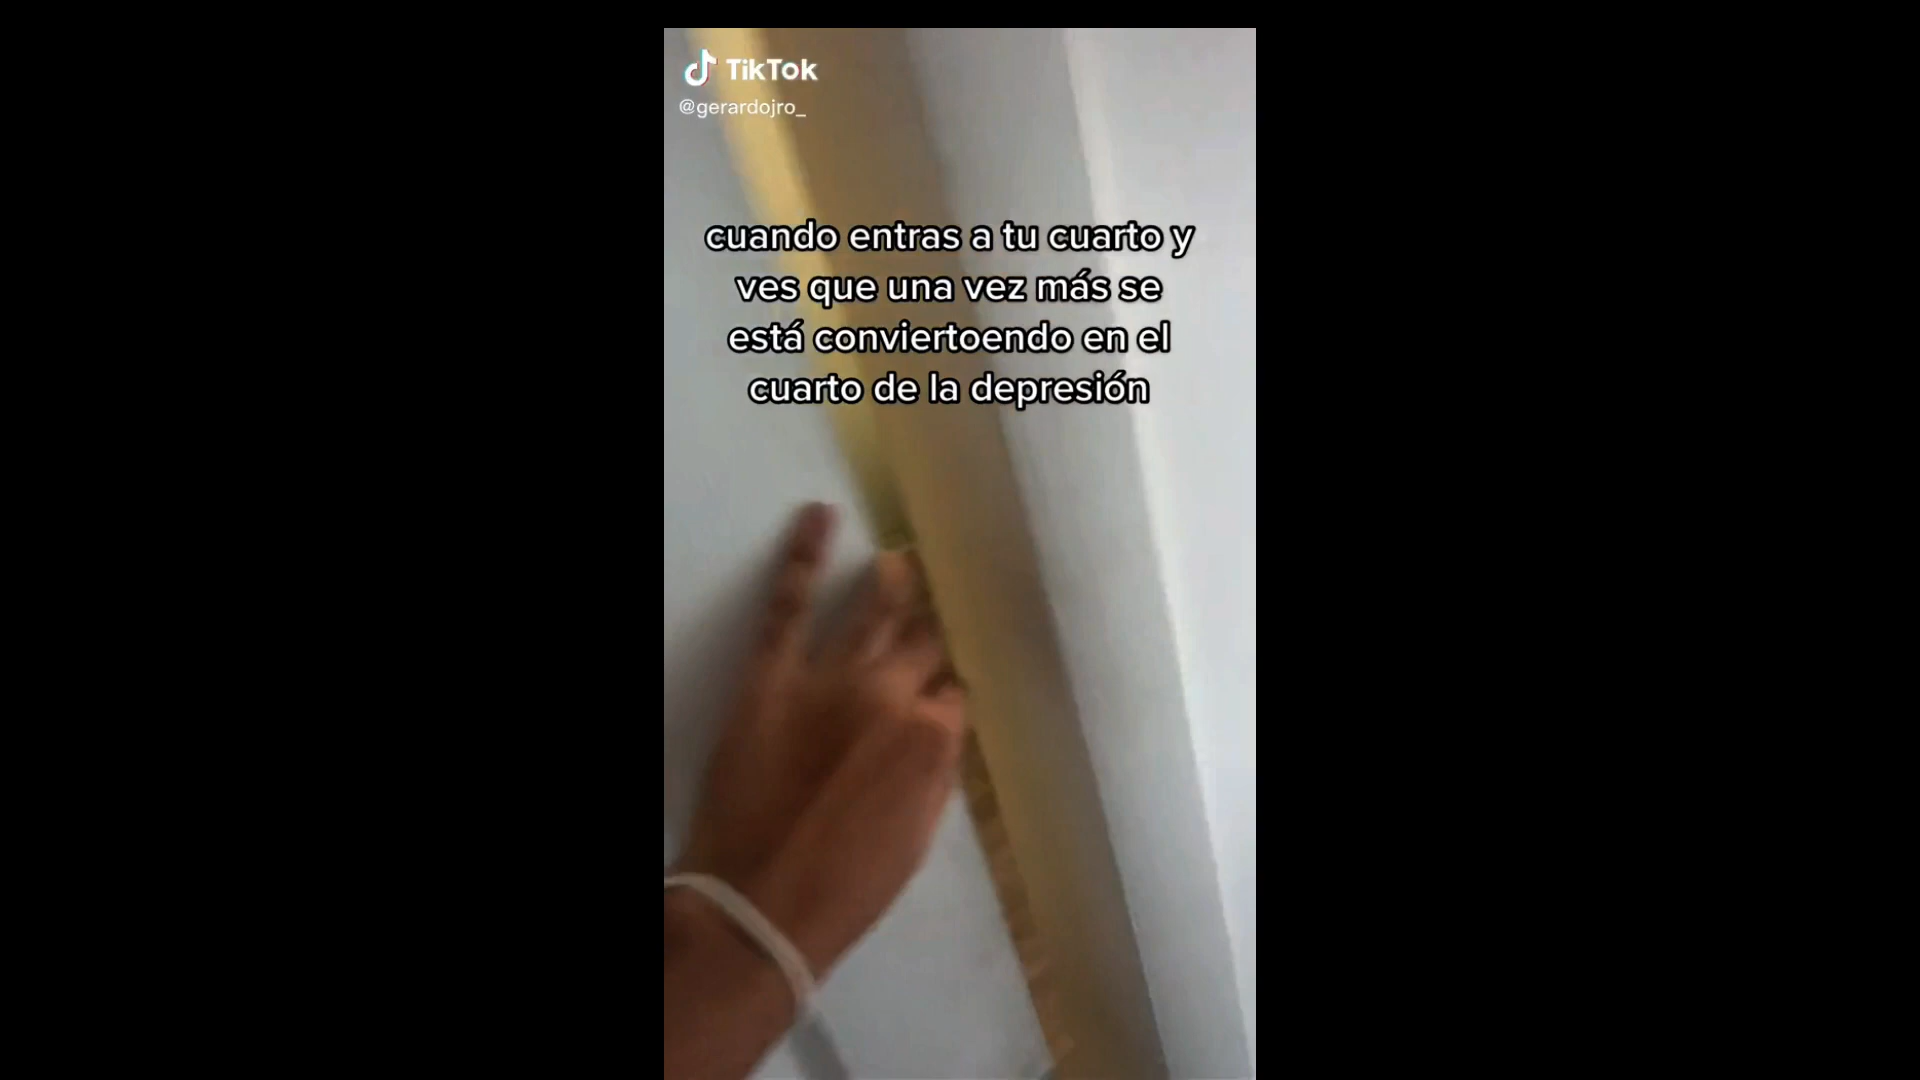 TikTok
@gerardojro_
cuando entras a tu cuarto y
ves que una vez más se
está conviertoendo en el
cuarto de la depresión